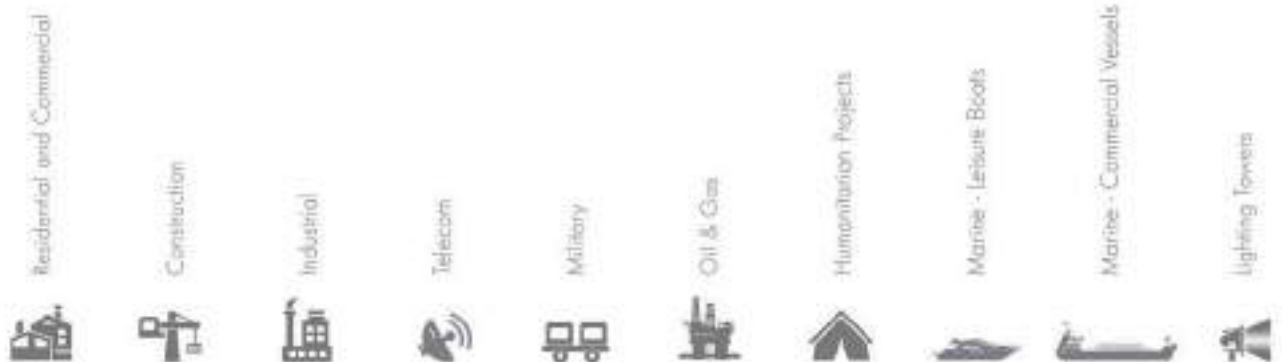 Residential and Commercial
Construction
Industrial
Telecom
Military
Oil & Gas
Humanitarian Projects
Marine - Leisure Boats
Marine - Commercial Vessels
Lighting Towers